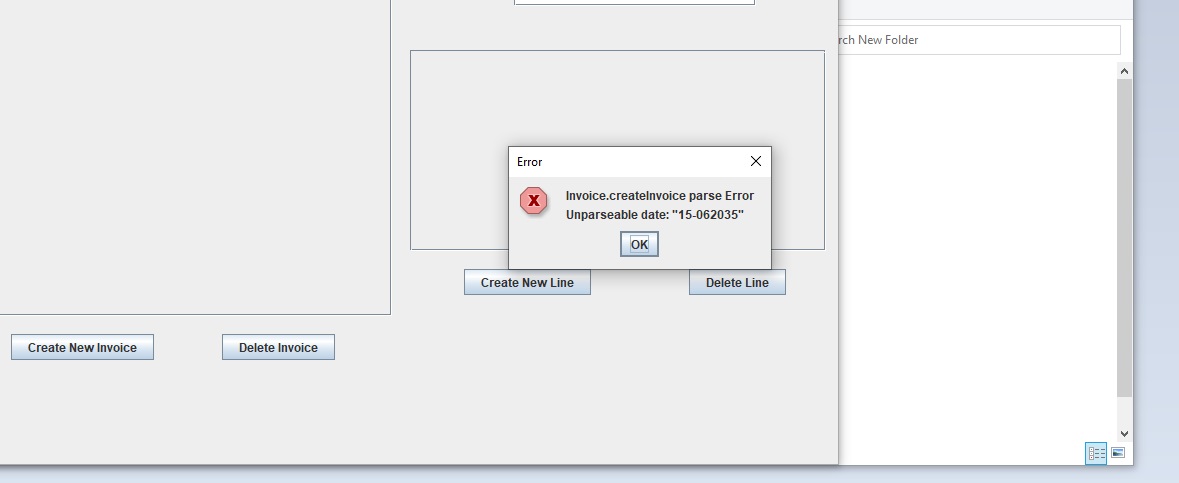 rch New Folder
Error
Invoice.createInvoice parse Error
Unparseable date: "15-062035"
OK
Create New Line
Delete Line
Create New Invoice
Delete Invoice